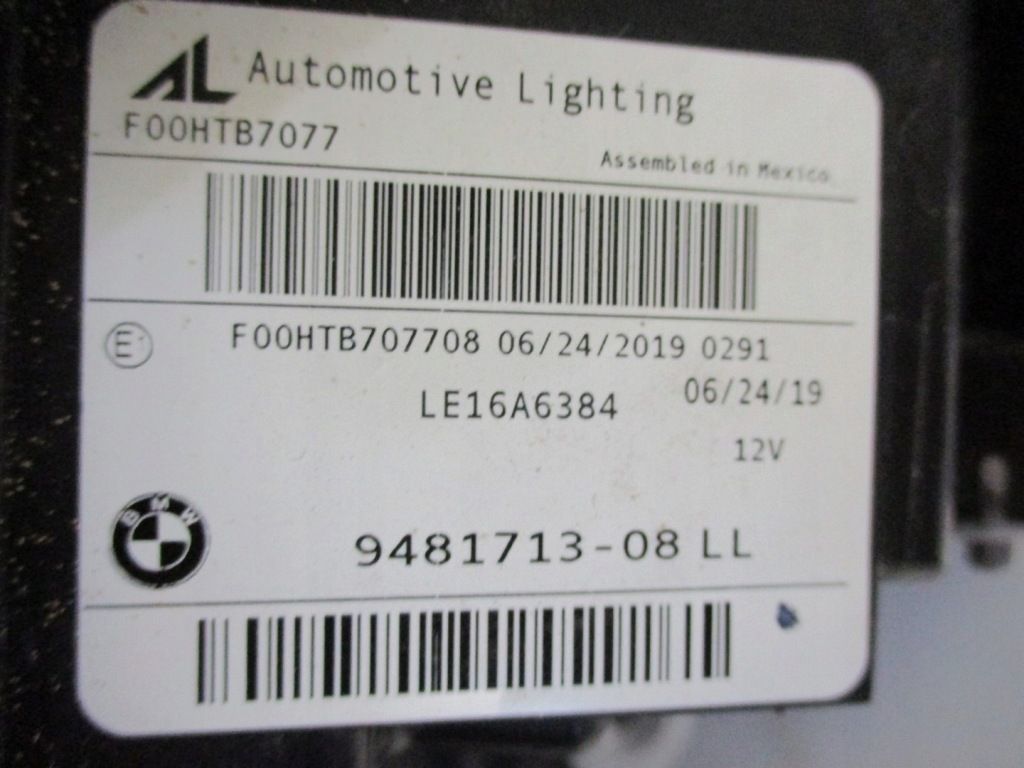 AL Automotive Lighting
F00HTB7077
Assembled in Mexico
E F00HTB707708 06/24/2019 0291
LE16A6384 06/24/19
12V
BMW 9481713-08 LL